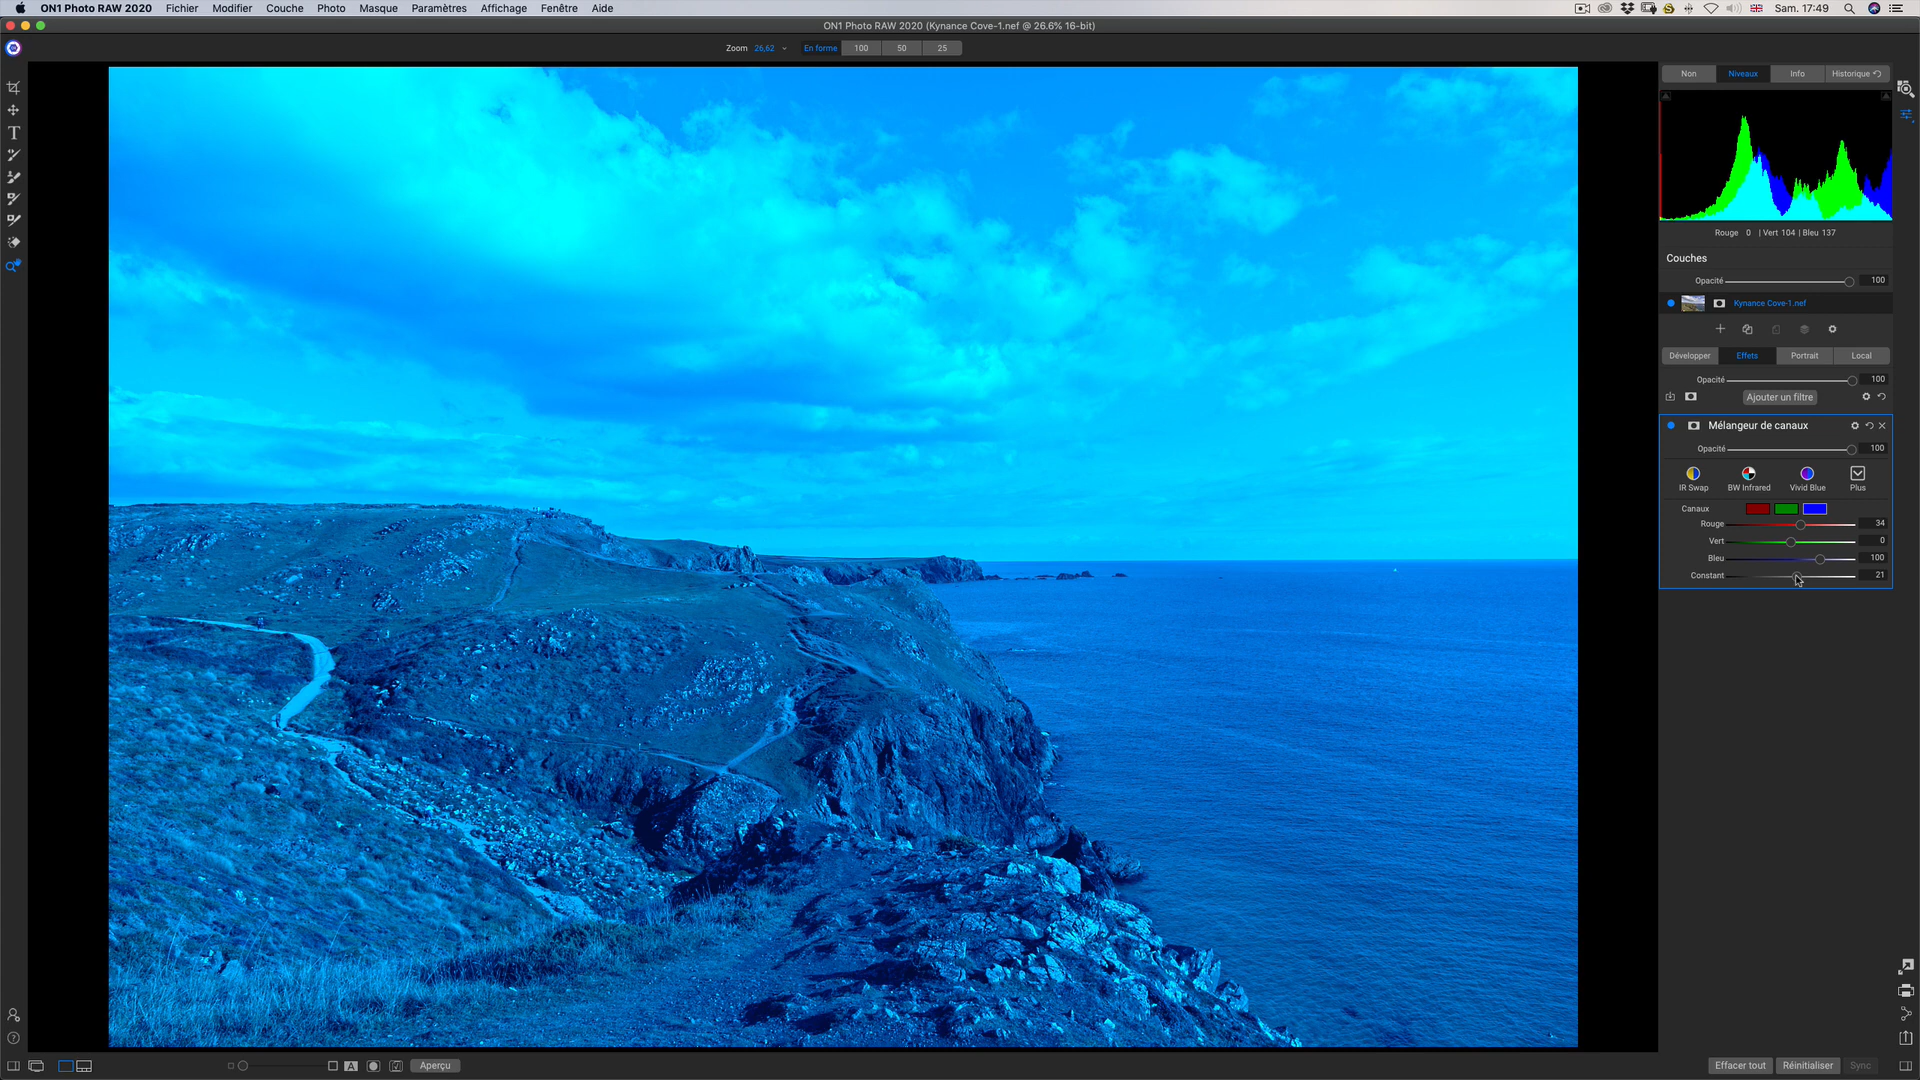 ON1 Photo RAW 2020 Fichier Modifier Couche Photo Masque Paramètres Affichage Fenêtre Aide Sam. 17:49
ON1 Photo RAW 2020 (Kynance Cove-1.nef @ 26.6% 16-bit)
Zoom 26,62 En forme 100 50 25
Non Niveaux Info Historique
Rouge 0 | Vert 104 | Bleu 137
Couches
Opacité 100
Kynance Cove-1.nef
Développer Effets Portrait Local
Opacité 100
Ajouter un filtre
Mélangeur de canaux
Opacité 100
IR Swap BW Infrared Vivid Blue Plus
Canaux
Rouge 34
Vert 0
Bleu 100
Constant 21
A Aperçu Effacer tout Réinitialiser Sync